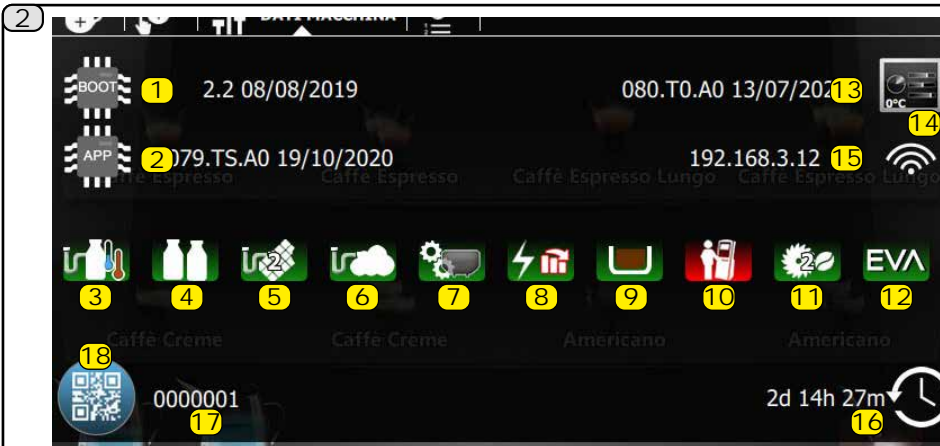 2
DATI MACCHINA
BOOT 1 2.2 08/08/2019 080.T0.A0 13/07/202 13
0°C
14
APP 2 079.TS.A0 19/10/2020 192.168.3.12 15
Caffè Espresso Caffè Espresso Caffè Espresso Lungo Caffè Espresso Lungo
2 2 EVA
3 4 5 6 7 8 9 10 11 12
Caffè Crème Caffè Crème Americano Americano
18
0000001 2d 14h 27m
17 16